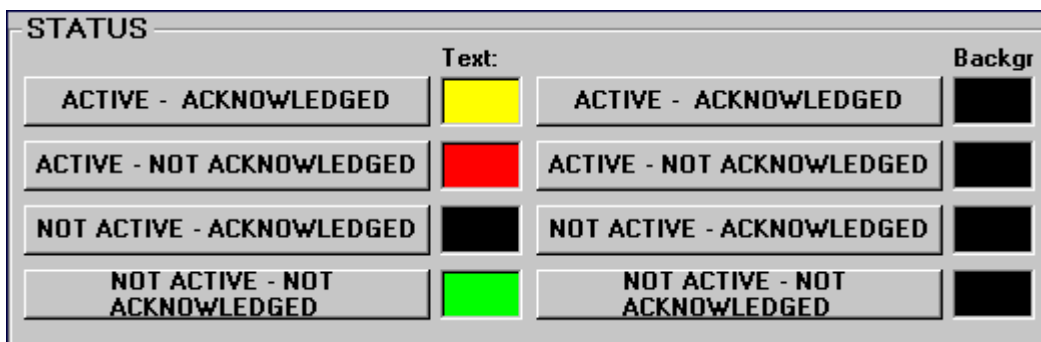 STATUS
Text: Backgr
ACTIVE - ACKNOWLEDGED ACTIVE - ACKNOWLEDGED
ACTIVE - NOT ACKNOWLEDGED ACTIVE - NOT ACKNOWLEDGED
NOT ACTIVE - ACKNOWLEDGED NOT ACTIVE - ACKNOWLEDGED
NOT ACTIVE - NOT NOT ACTIVE - NOT
ACKNOWLEDGED ACKNOWLEDGED